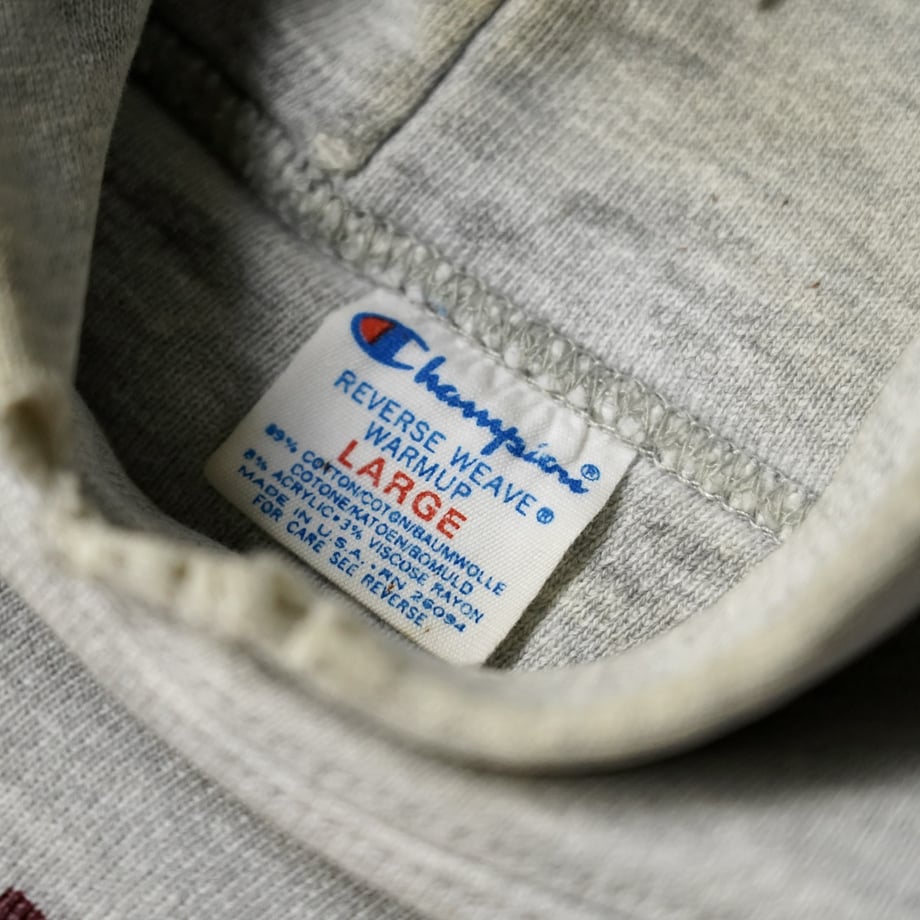 Champion®
REVERSE WEAVE®
WARMUP
LARGE
89% COTTON/COTON/BAUMWOLLE
COTONE/KATOEN/BOMULD
8% ACRYLIC•3% VISCOSE RAYON
MADE IN U.S.A.•RN 26094
FOR CARE SEE REVERSE